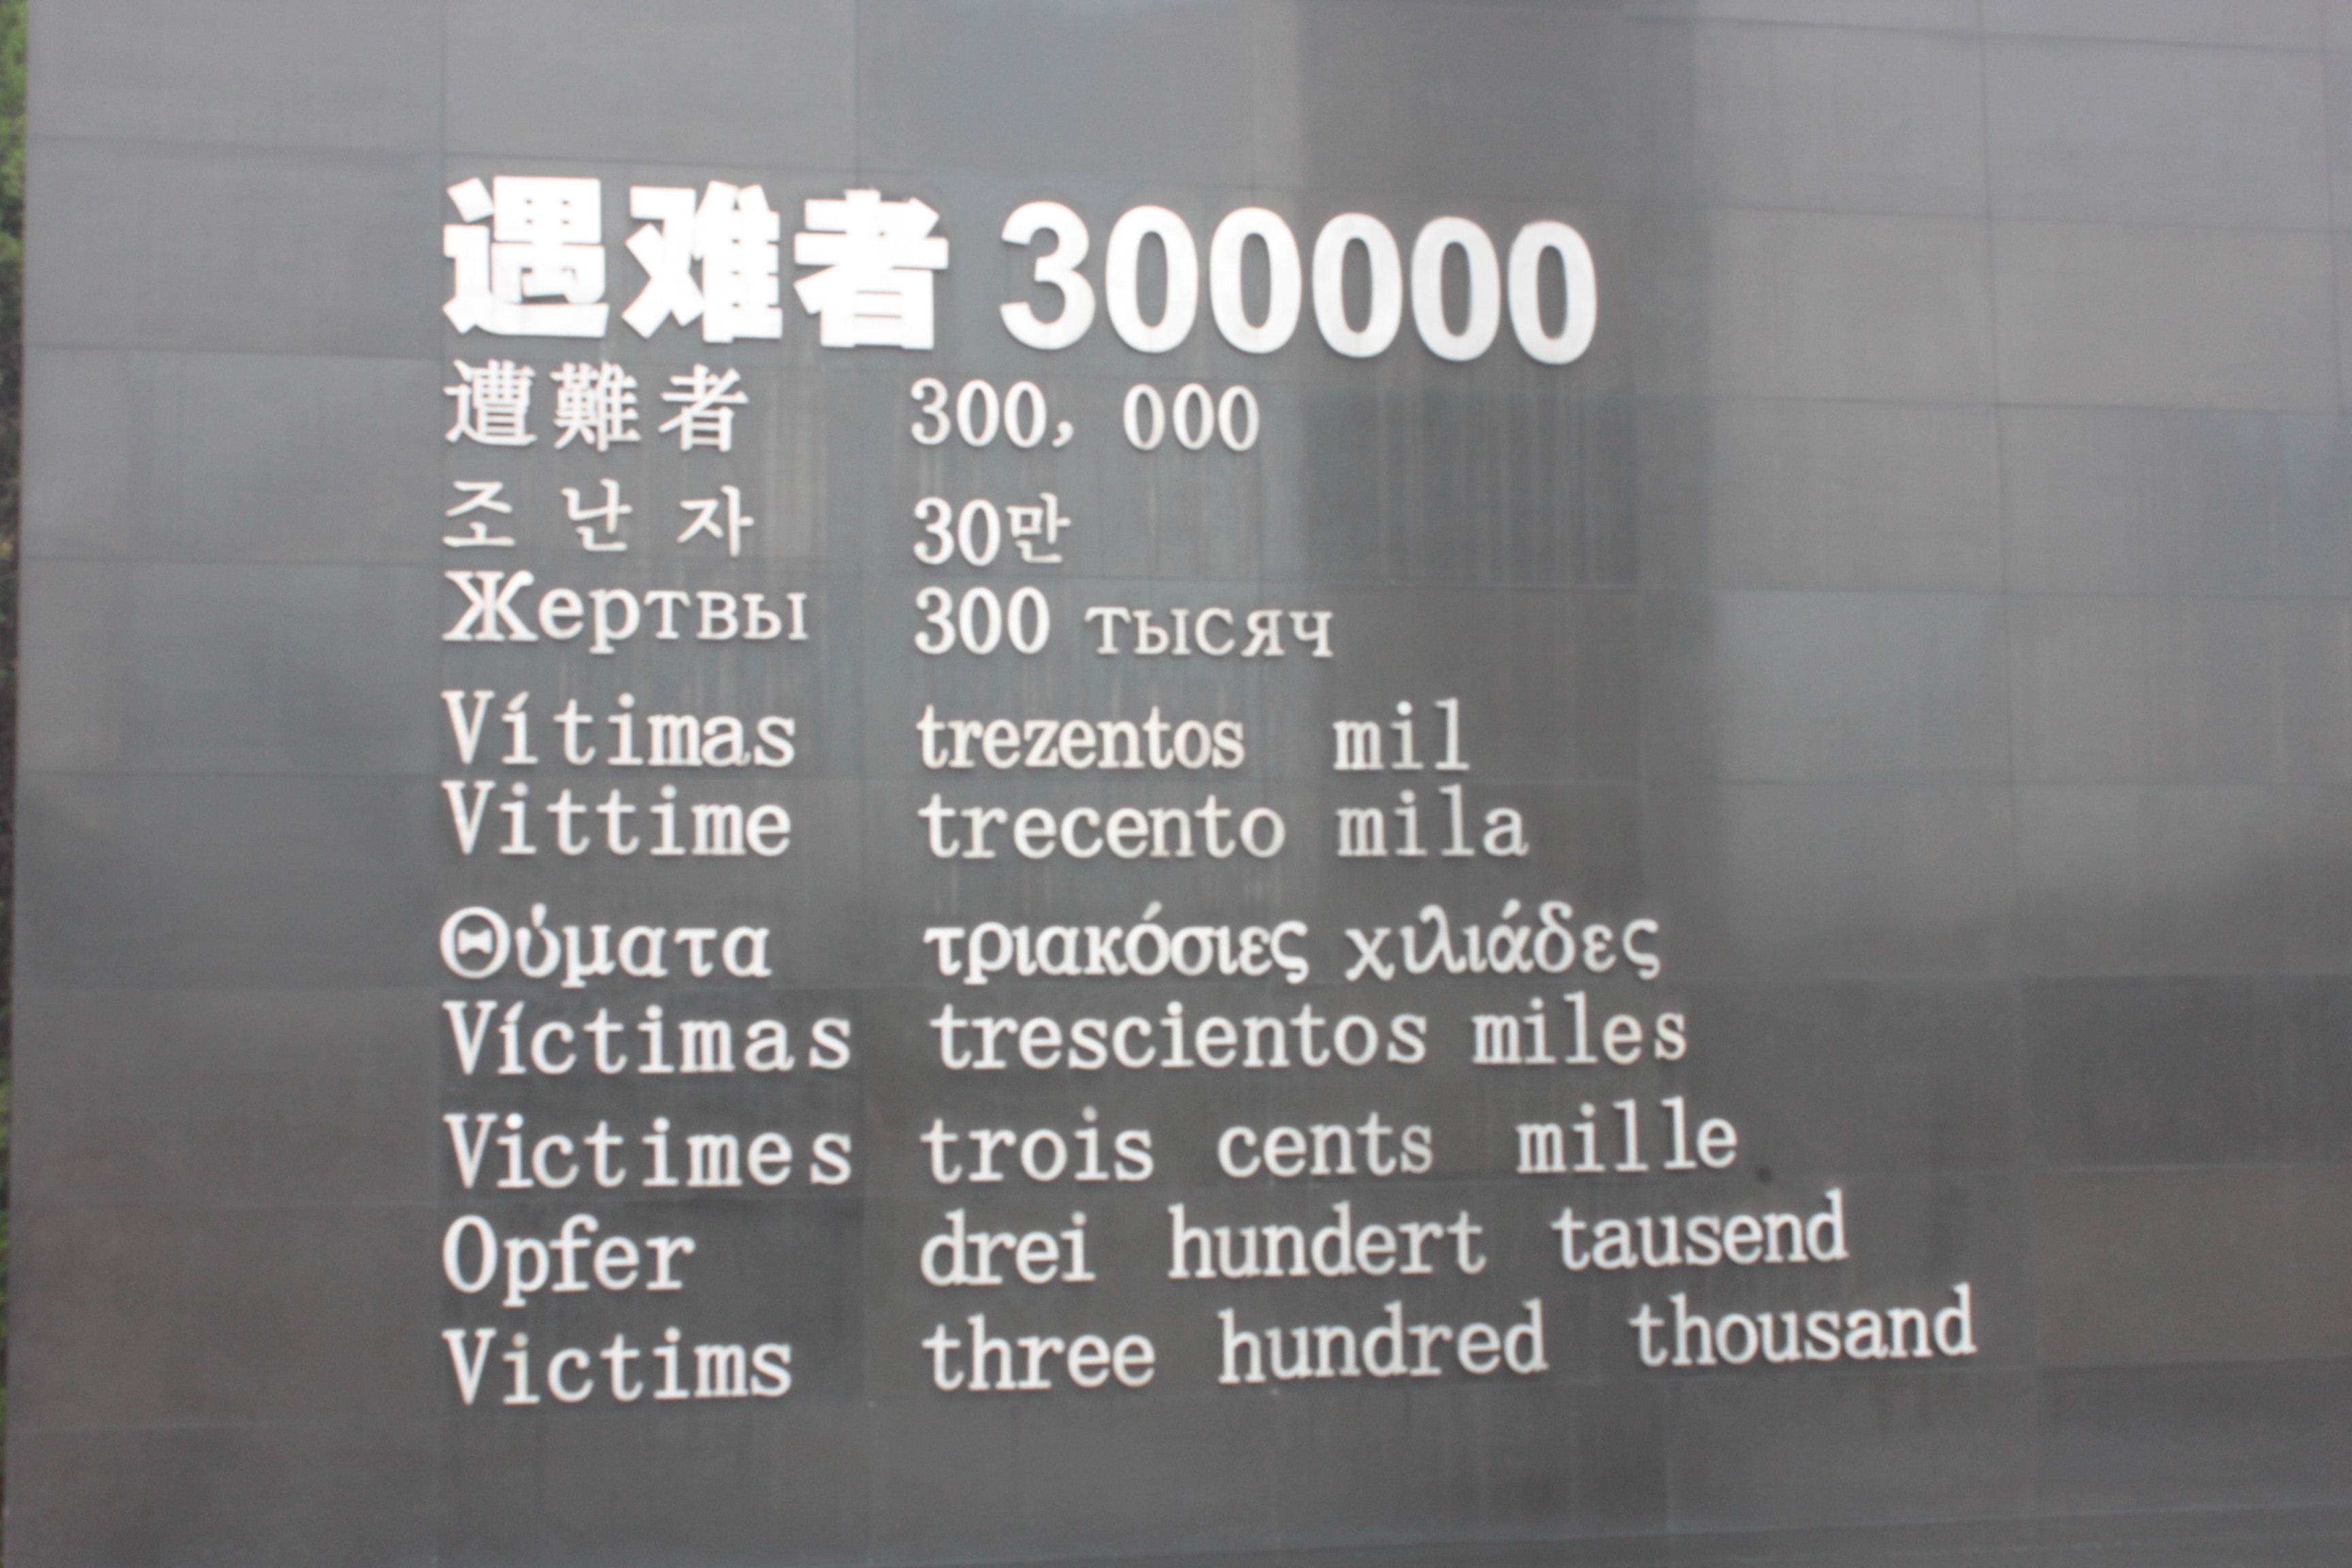 遇难者 300000
遭難者 300，000
조난자 30만
Жертвы 300 тысяч
Vítimas trezentos mil
Vittime trecento mila
Θύματα τριακόσιες χιλιάδες
Víctimas trescientos miles
Victimes trois cents mille
Opfer drei hundert tausend
Victims three hundred thousand